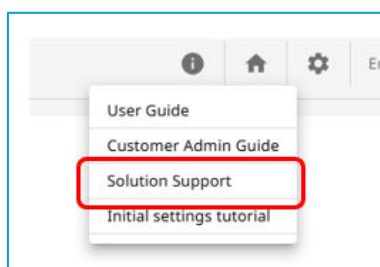 User Guide
Customer Admin Guide
Solution Support
Initial settings tutorial